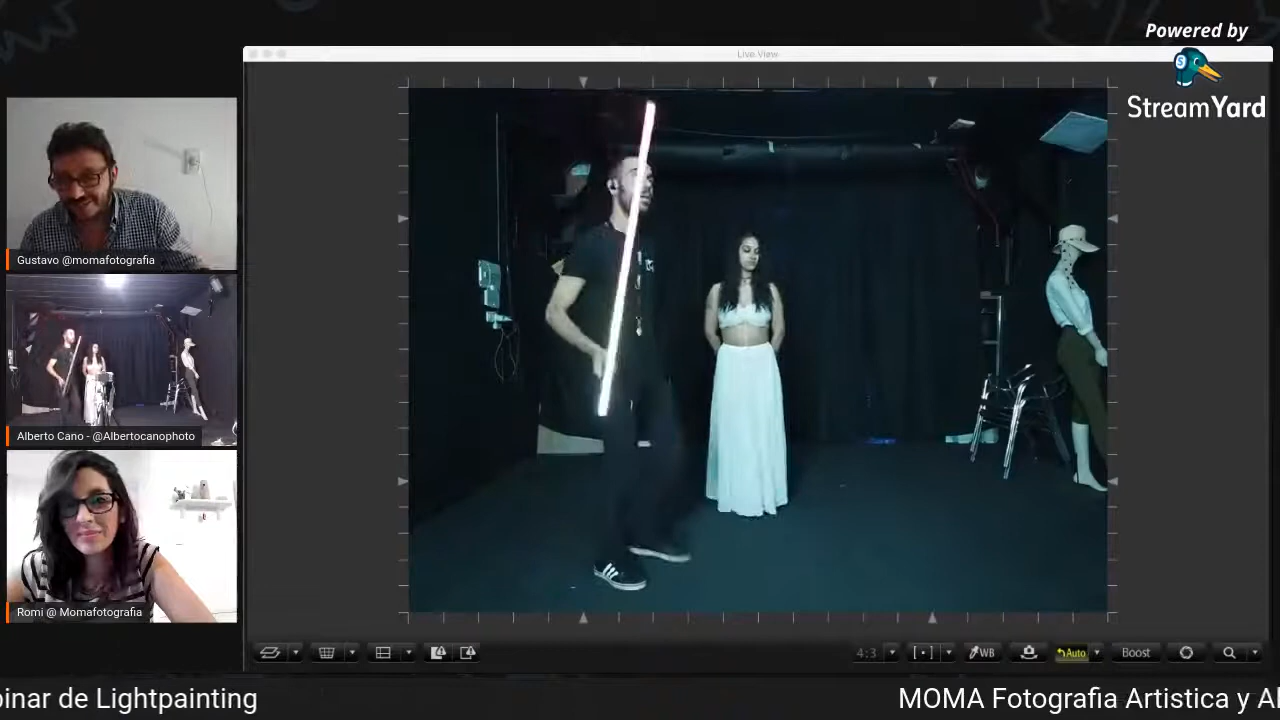 Powered by
StreamYard
Live View
Gustavo @momafotografia
Alberto Cano - @Albertocanophoto
Romi @ Momafotografia
4:3
WB
Auto
Boost
inar de Lightpainting
MOMA Fotografia Artistica y Al